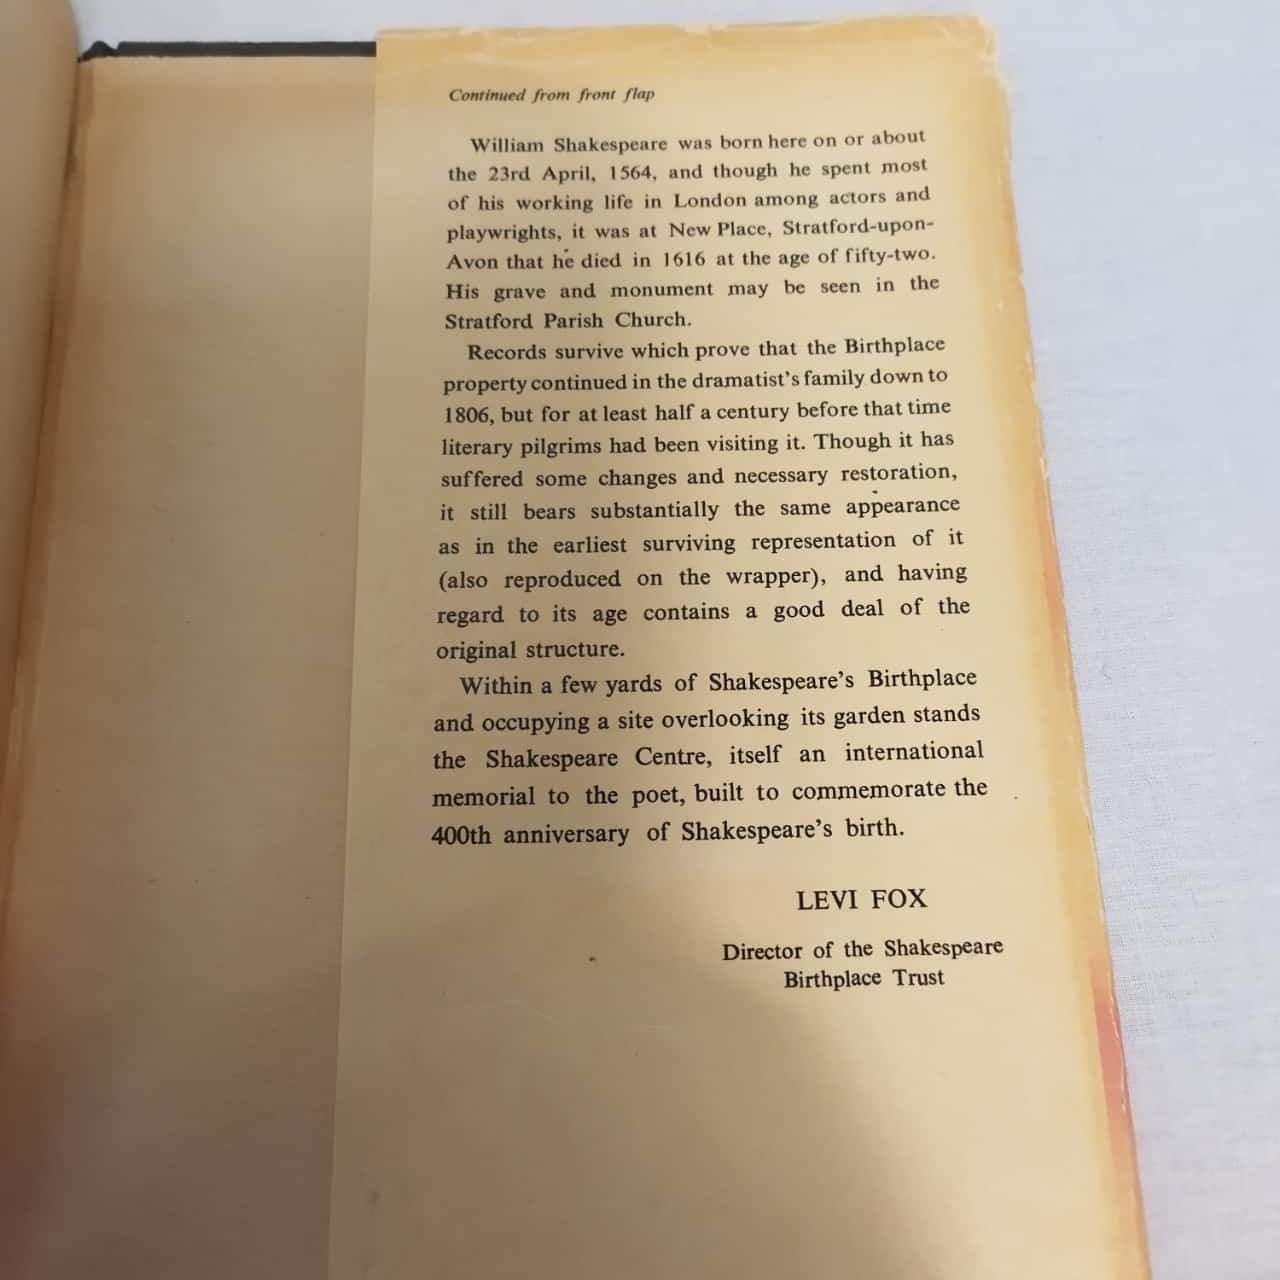 Continued from front flap
William Shakespeare was born here on or about
the 23rd April, 1564, and though he spent most
of his working life in London among actors and
playwrights, it was at New Place, Stratford-upon-
Avon that he died in 1616 at the age of fifty-two.
His grave and monument may be seen in the
Stratford Parish Church.
Records survive which prove that the Birthplace
property continued in the dramatist's family down to
1806, but for at least half a century before that time
literary pilgrims had been visiting it. Though it has
suffered some changes and necessary restoration,
it still bears substantially the same appearance
as in the earliest surviving representation of it
(also reproduced on the wrapper), and having
regard to its age contains a good deal of the
original structure.
Within a few yards of Shakespeare's Birthplace
and occupying a site overlooking its garden stands
the Shakespeare Centre, itself an international
memorial to the poet, built to commemorate the
400th anniversary of Shakespeare's birth.
LEVI FOX
Director of the Shakespeare
Birthplace Trust